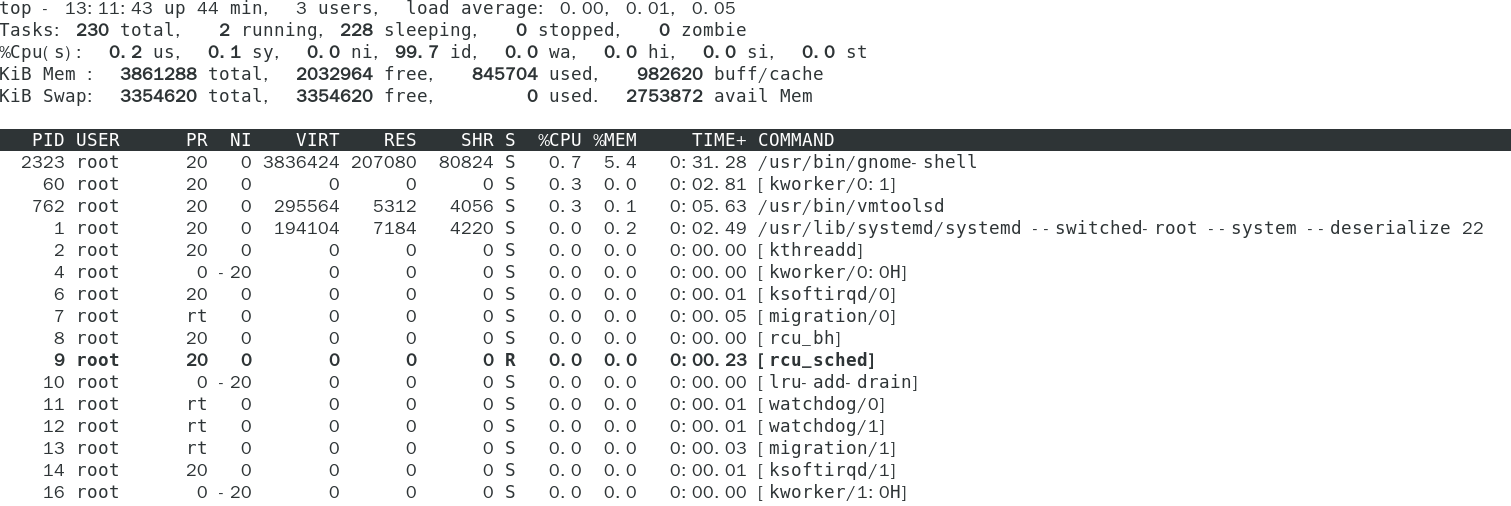 top - 13:11:43 up 44 min,  3 users,  load average: 0.00, 0.01, 0.05
Tasks: 230 total,   2 running, 228 sleeping,   0 stopped,   0 zombie
%Cpu(s):  0.2 us,  0.1 sy,  0.0 ni, 99.7 id,  0.0 wa,  0.0 hi,  0.0 si,  0.0 st
KiB Mem :  3861288 total,  2032964 free,   845704 used,   982620 buff/cache
KiB Swap:  3354620 total,  3354620 free,        0 used.  2753872 avail Mem
PID USER      PR  NI    VIRT    RES    SHR S  %CPU %MEM     TIME+ COMMAND
2323 root      20   0 3836424 207080  80824 S   0.7  5.4   0:31.28 /usr/bin/gnome-shell
60 root      20   0       0      0      0 S   0.3  0.0   0:02.81 [kworker/0:1]
762 root      20   0  295564   5312   4056 S   0.3  0.1   0:05.63 /usr/bin/vmtoolsd
1 root      20   0  194104   7184   4220 S   0.0  0.2   0:02.49 /usr/lib/systemd/systemd --switched-root --system --deserialize 22
2 root      20   0       0      0      0 S   0.0  0.0   0:00.00 [kthreadd]
4 root       0 -20       0      0      0 S   0.0  0.0   0:00.00 [kworker/0:0H]
6 root      20   0       0      0      0 S   0.0  0.0   0:00.01 [ksoftirqd/0]
7 root      rt   0       0      0      0 S   0.0  0.0   0:00.05 [migration/0]
8 root      20   0       0      0      0 S   0.0  0.0   0:00.00 [rcu_bh]
9 root      20   0       0      0      0 R   0.0  0.0   0:00.23 [rcu_sched]
10 root       0 -20       0      0      0 S   0.0  0.0   0:00.00 [lru-add-drain]
11 root      rt   0       0      0      0 S   0.0  0.0   0:00.01 [watchdog/0]
12 root      rt   0       0      0      0 S   0.0  0.0   0:00.01 [watchdog/1]
13 root      rt   0       0      0      0 S   0.0  0.0   0:00.03 [migration/1]
14 root      20   0       0      0      0 S   0.0  0.0   0:00.01 [ksoftirqd/1]
16 root       0 -20       0      0      0 S   0.0  0.0   0:00.00 [kworker/1:0H]